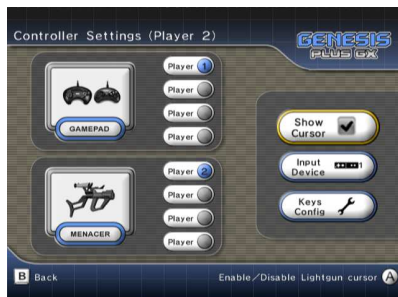 Controller Settings (Player 2)
GENESIS
PLUS GX
Player 1
Player
Player
Player
GAMEPAD
Player 2
Player
Player
Player
MENACER
Show
Cursor
Input
Device
1
Keys
Config
B Back
Enable/Disable Lightgun cursor A